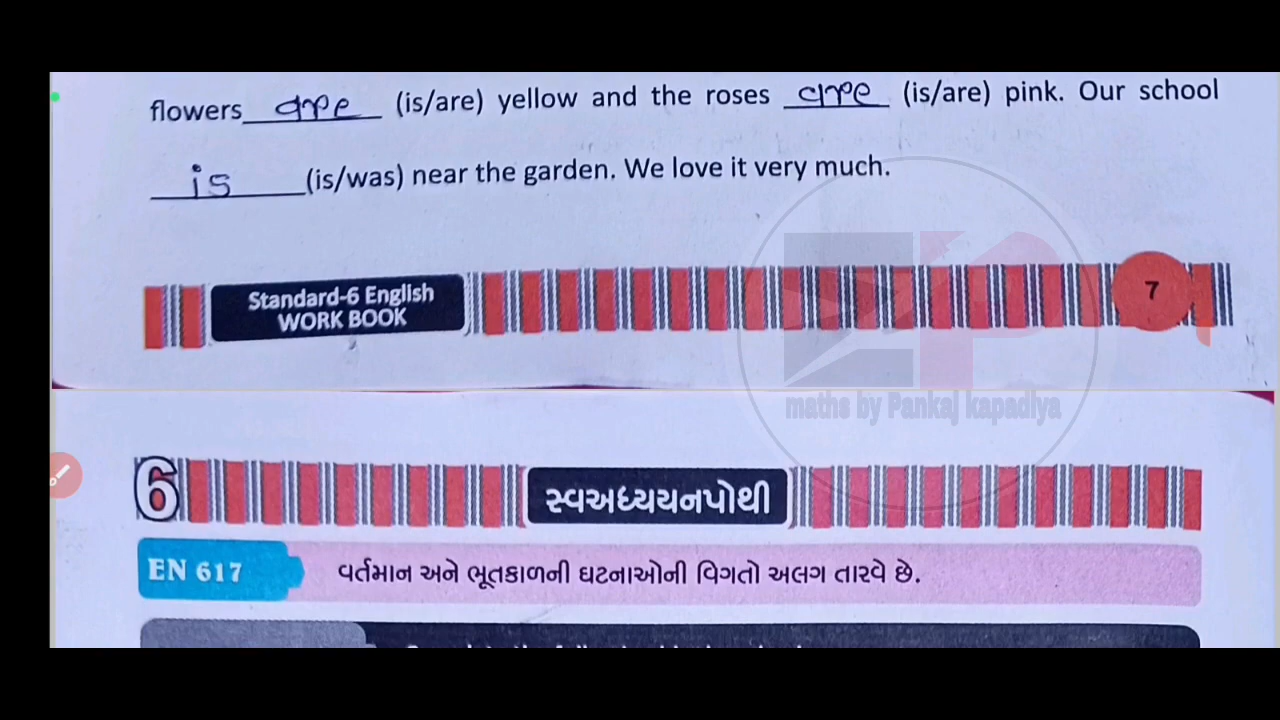 flowers are (is/are) yellow and the roses are (is/are) pink. Our school
is (is/was) near the garden. We love it very much.
Standard-6 English
WORK BOOK
7
maths by Pankaj kapadiya
6
સ્વઅધ્યયનપોથી
EN 617
વર્તમાન અને ભૂતકાળની ઘટનાઓની વિગતો અલગ તારવે છે.